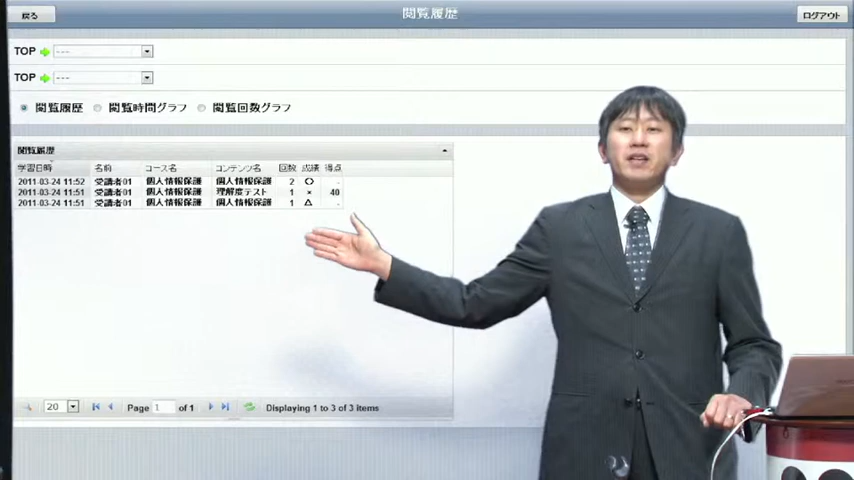 戻る
閲覧履歴
ログアウト
TOP ---
TOP ---
閲覧履歴 閲覧時間グラフ 閲覧回数グラフ
閲覧履歴
学習日時 名前 コース名 コンテンツ名 回数 成績 得点
2011-03-24 11:52 受講者01 個人情報保護 個人情報保護 2 〇 -
2011-03-24 11:51 受講者01 個人情報保護 理解度テスト 1 × 40
2011-03-24 11:51 受講者01 個人情報保護 個人情報保護 1 △ -
20 Page 1 of 1 Displaying 1 to 3 of 3 items